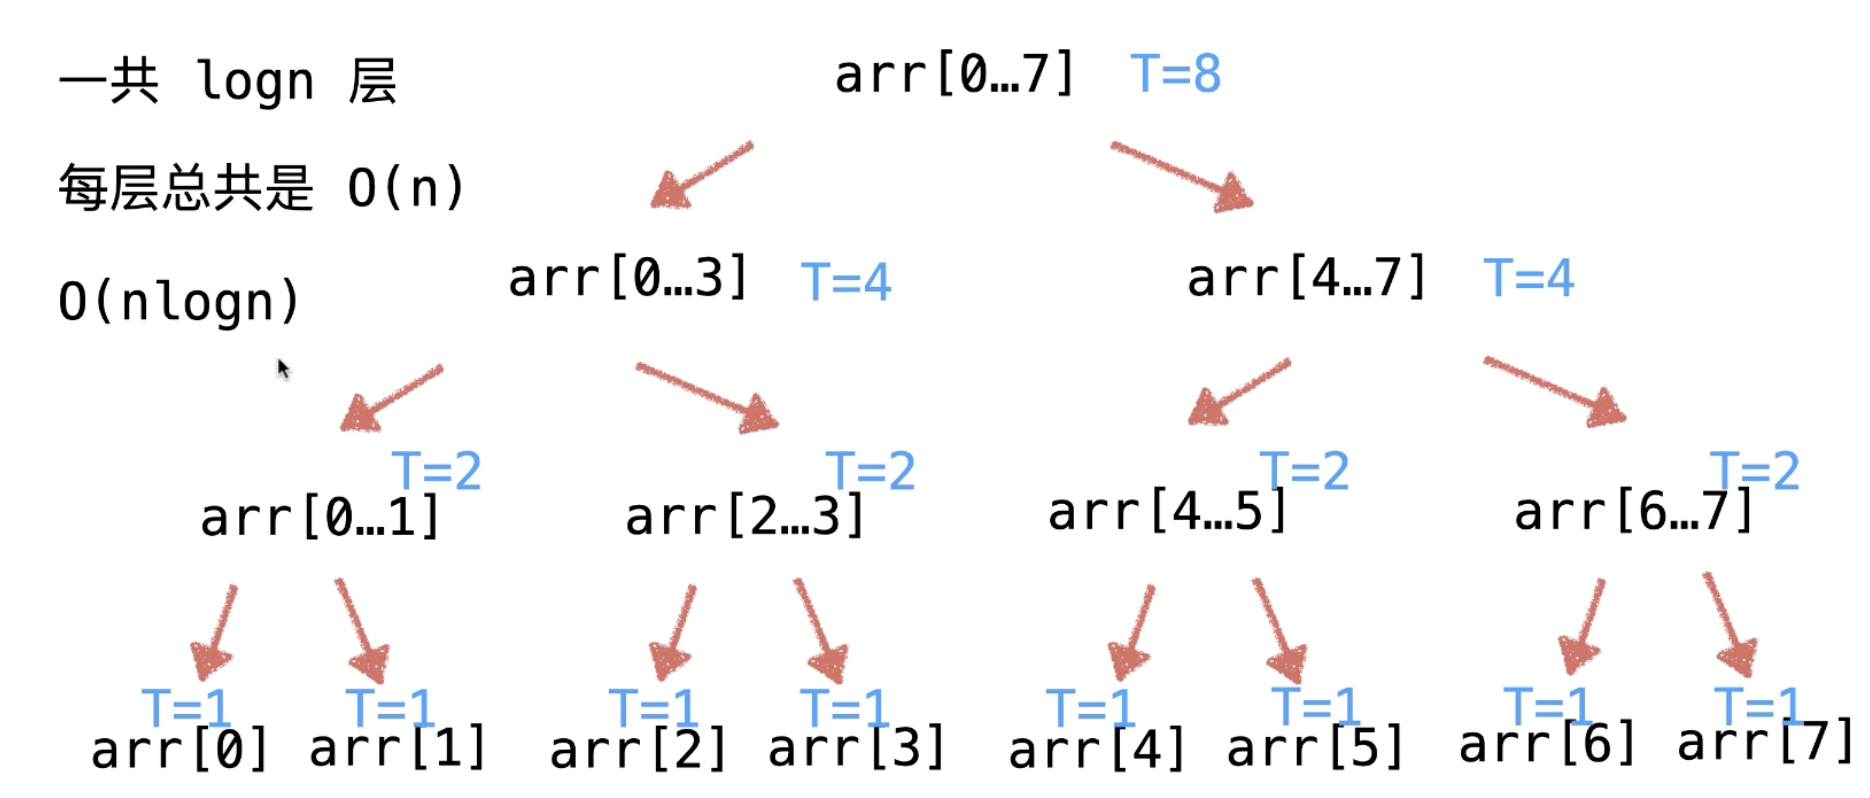 一共 logn 层
每层总共是 O(n)
O(nlogn)
arr[0…7] T=8
arr[0…3] T=4 arr[4…7] T=4
T=2 T=2 T=2 T=2
arr[0…1] arr[2…3] arr[4…5] arr[6…7]
T=1 T=1 T=1 T=1 T=1 T=1 T=1 T=1
arr[0] arr[1] arr[2] arr[3] arr[4] arr[5] arr[6] arr[7]